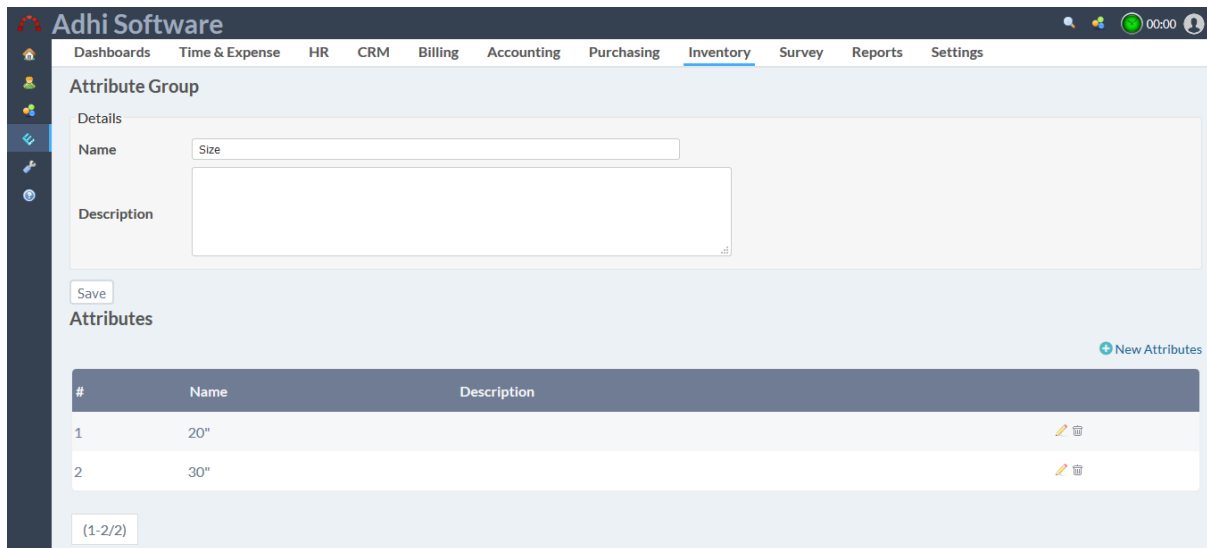 Adhi Software
00:00
Dashboards Time & Expense HR CRM Billing Accounting Purchasing Inventory Survey Reports Settings
Attribute Group
Details
Name Size
Description
Save
Attributes
New Attributes
# Name Description
1 20"
2 30"
(1-2/2)